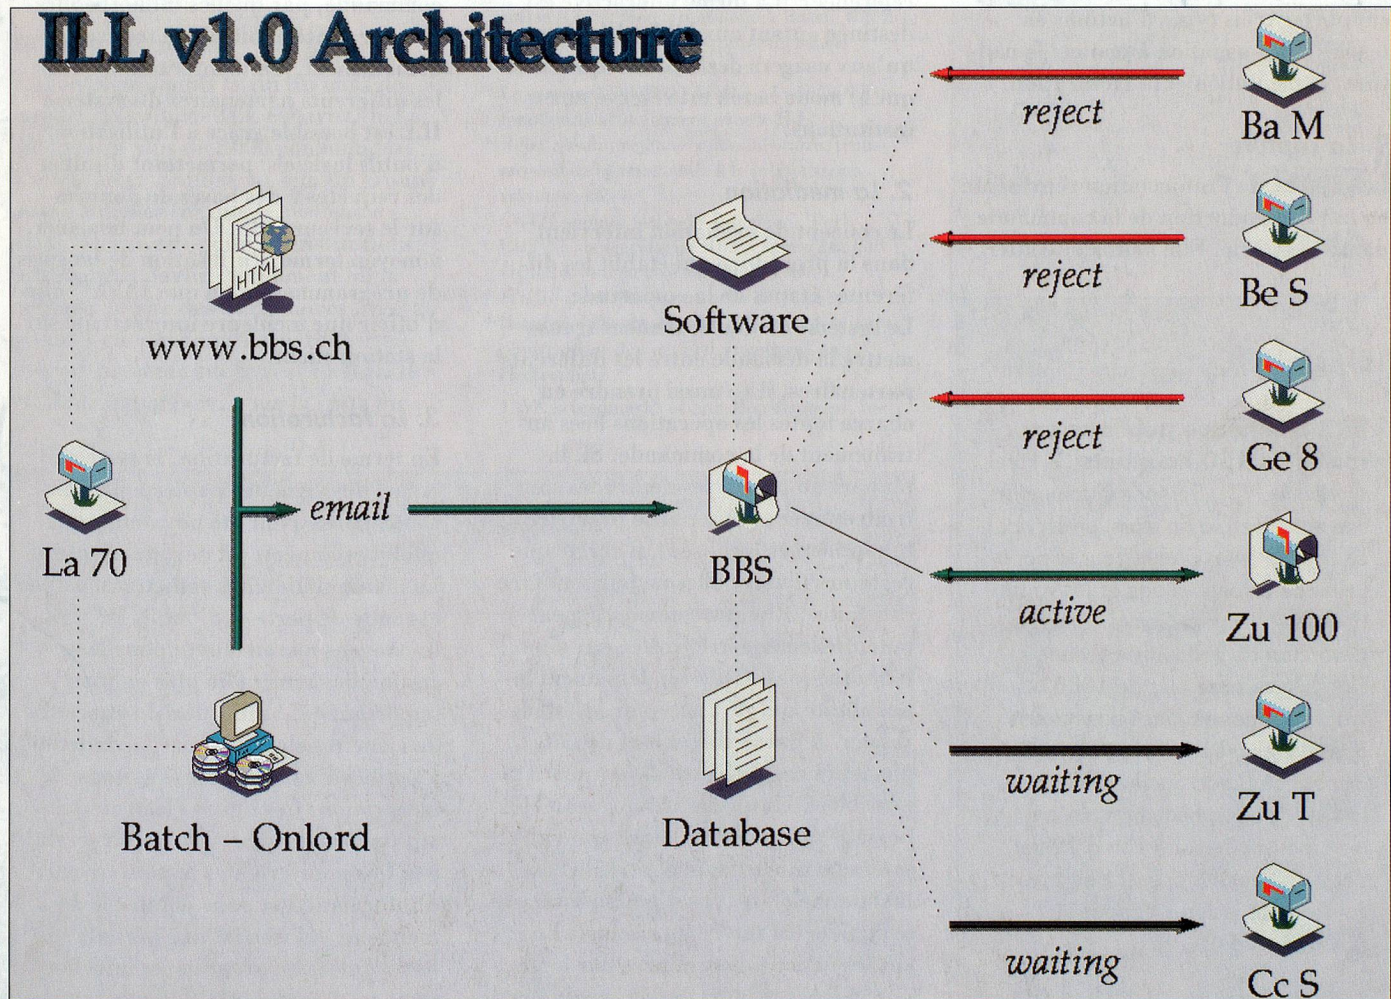 ILL v1.0 Architecture
reject
Ba M
HTML
www.bbs.ch
Software
reject
Be S
reject
Ge 8
La 70
email
BBS
active
Zu 100
Batch – Onlord
Database
waiting
Zu T
waiting
Cc S